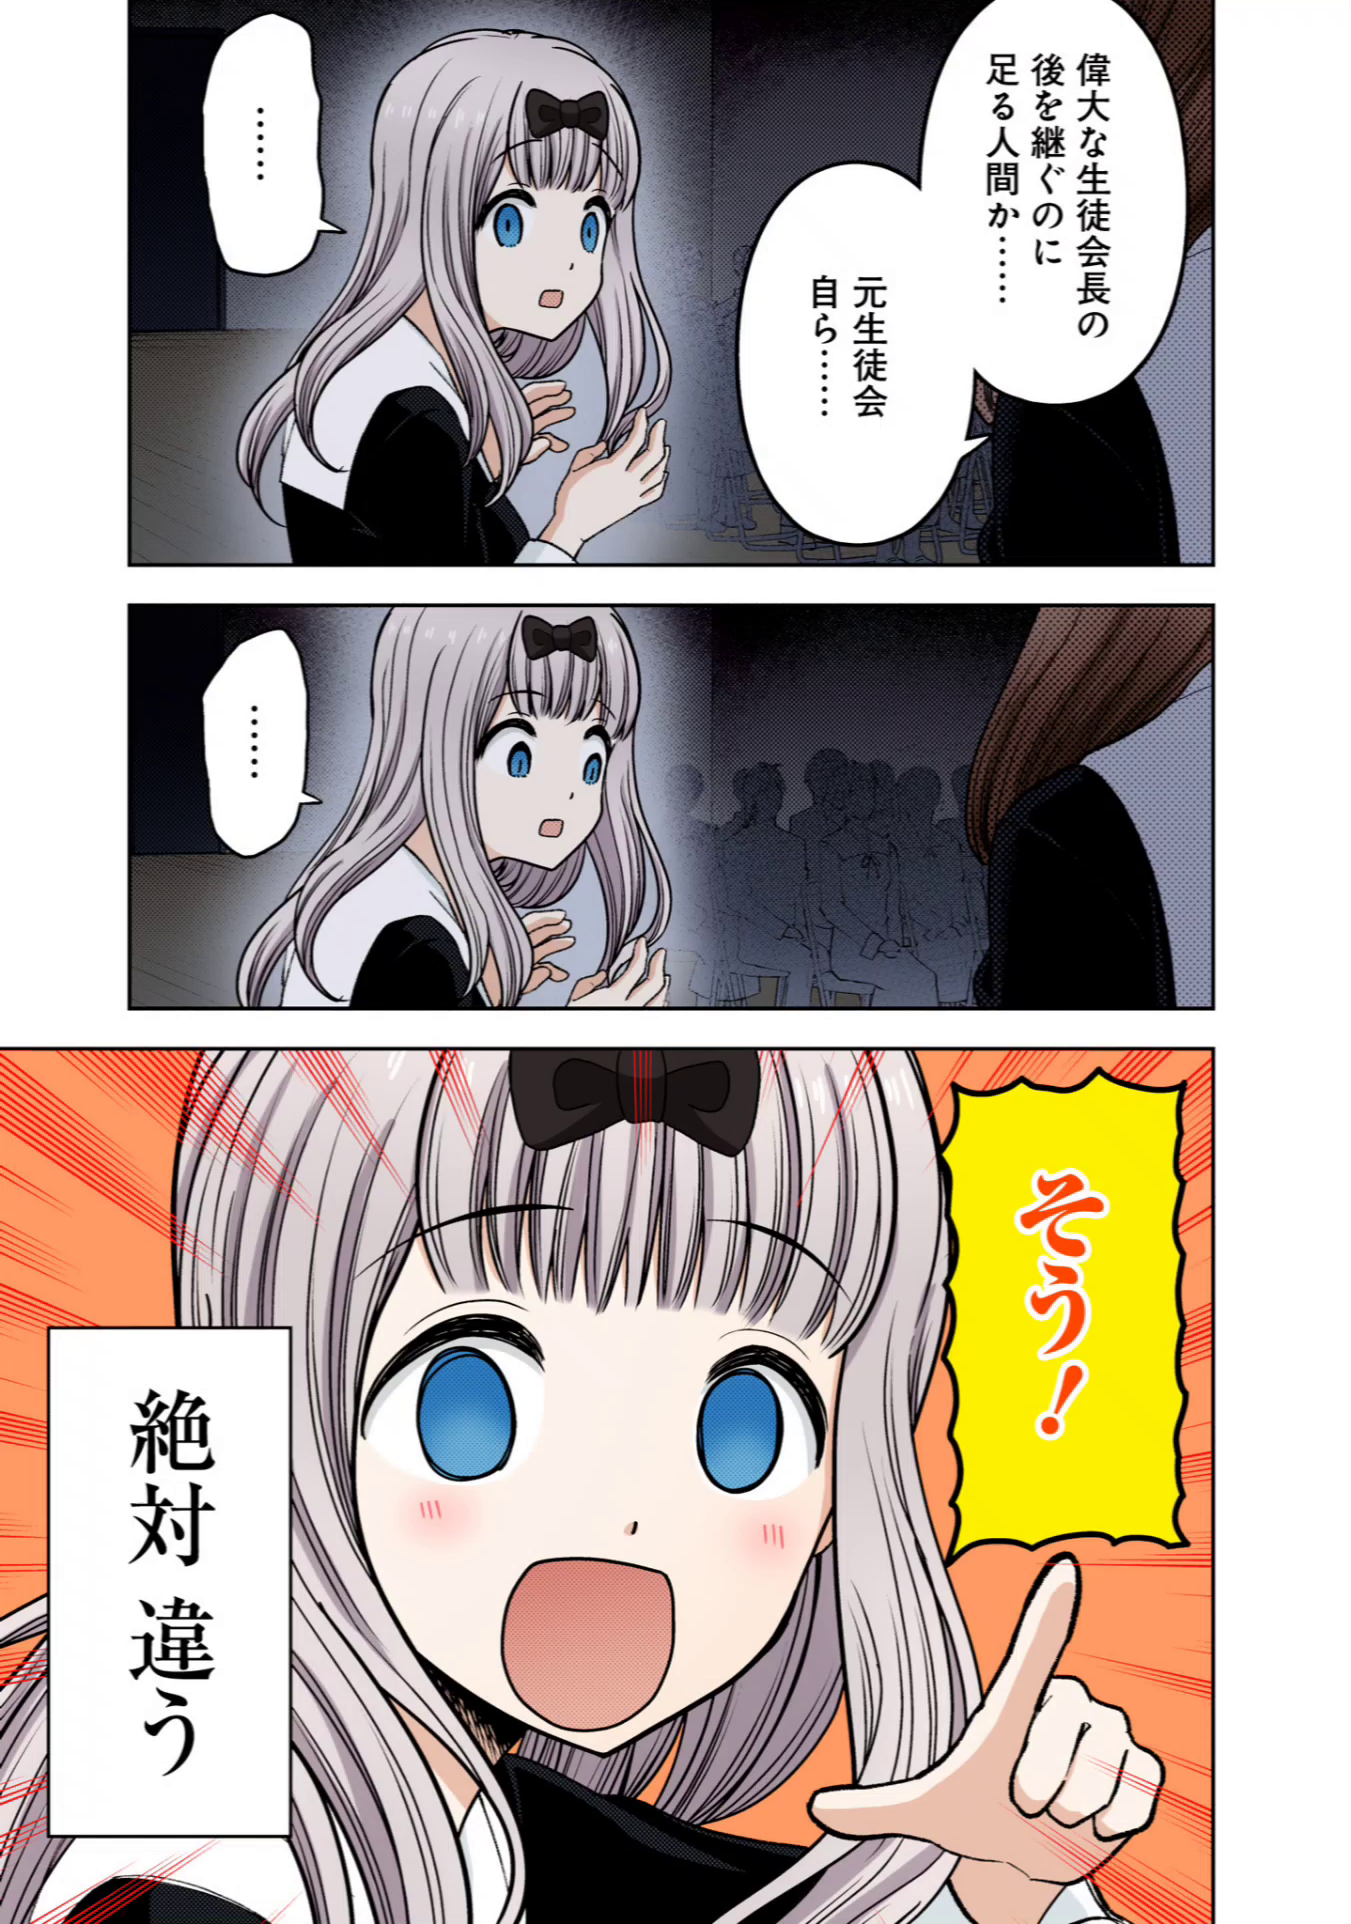 偉大な生徒会長の
後を継ぐのに
足る人間か……
元生徒会
自ら……
……
……
そう！
絶対違う